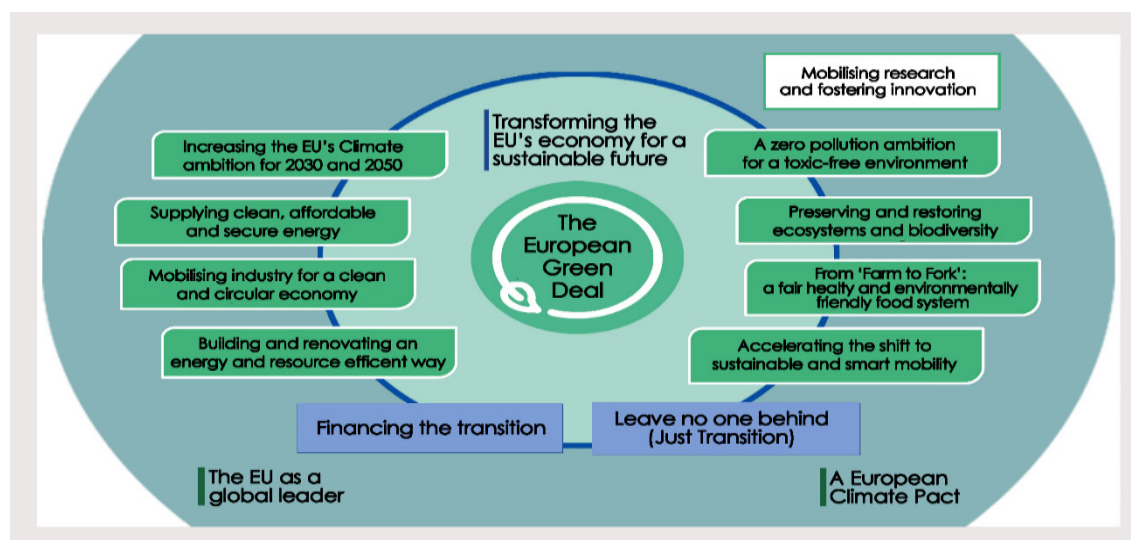 Mobilising research
and fostering innovation
Transforming the
EU's economy for a
sustainable future
Increasing the EU's Climate
ambition for 2030 and 2050
A zero pollution ambition
for a toxic-free environment
Supplying clean, affordable
and secure energy
Preserving and restoring
ecosystems and biodiversity
The
European
Green
Deal
Mobilising industry for a clean
and circular economy
From 'Farm to Fork':
a fair healty and environmentally
friendly food system
Building and renovating an
energy and resource efficent way
Accelerating the shift to
sustainable and smart mobility
Financing the transition
Leave no one behind
(Just Transition)
The EU as a
global leader
A European
Climate Pact